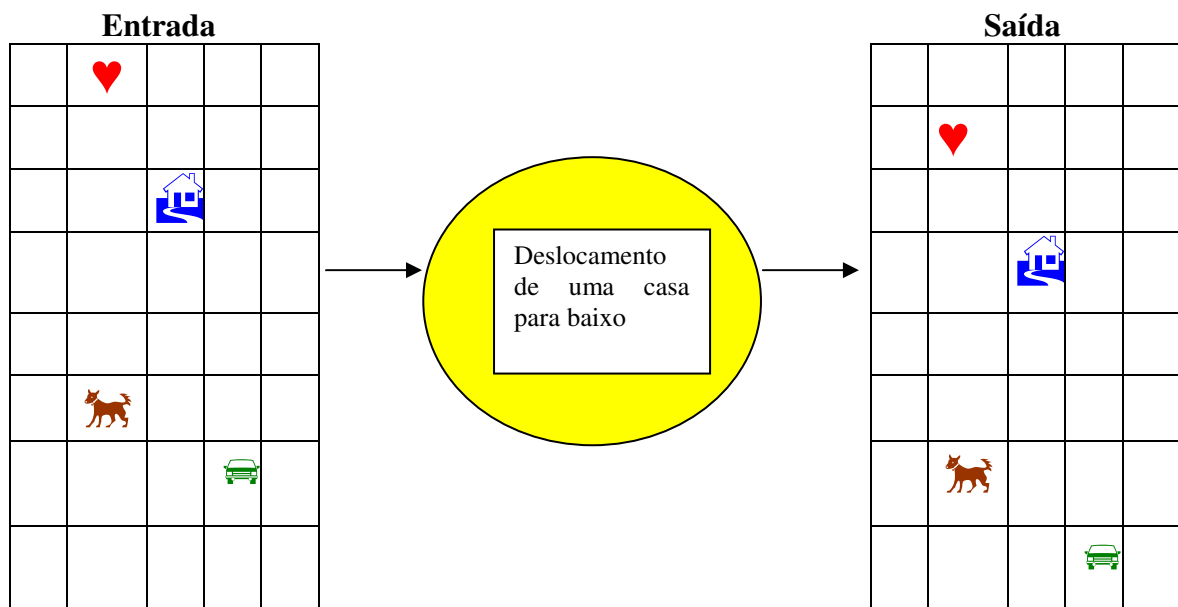 Entrada
Saída
Deslocamento
de uma casa
para baixo